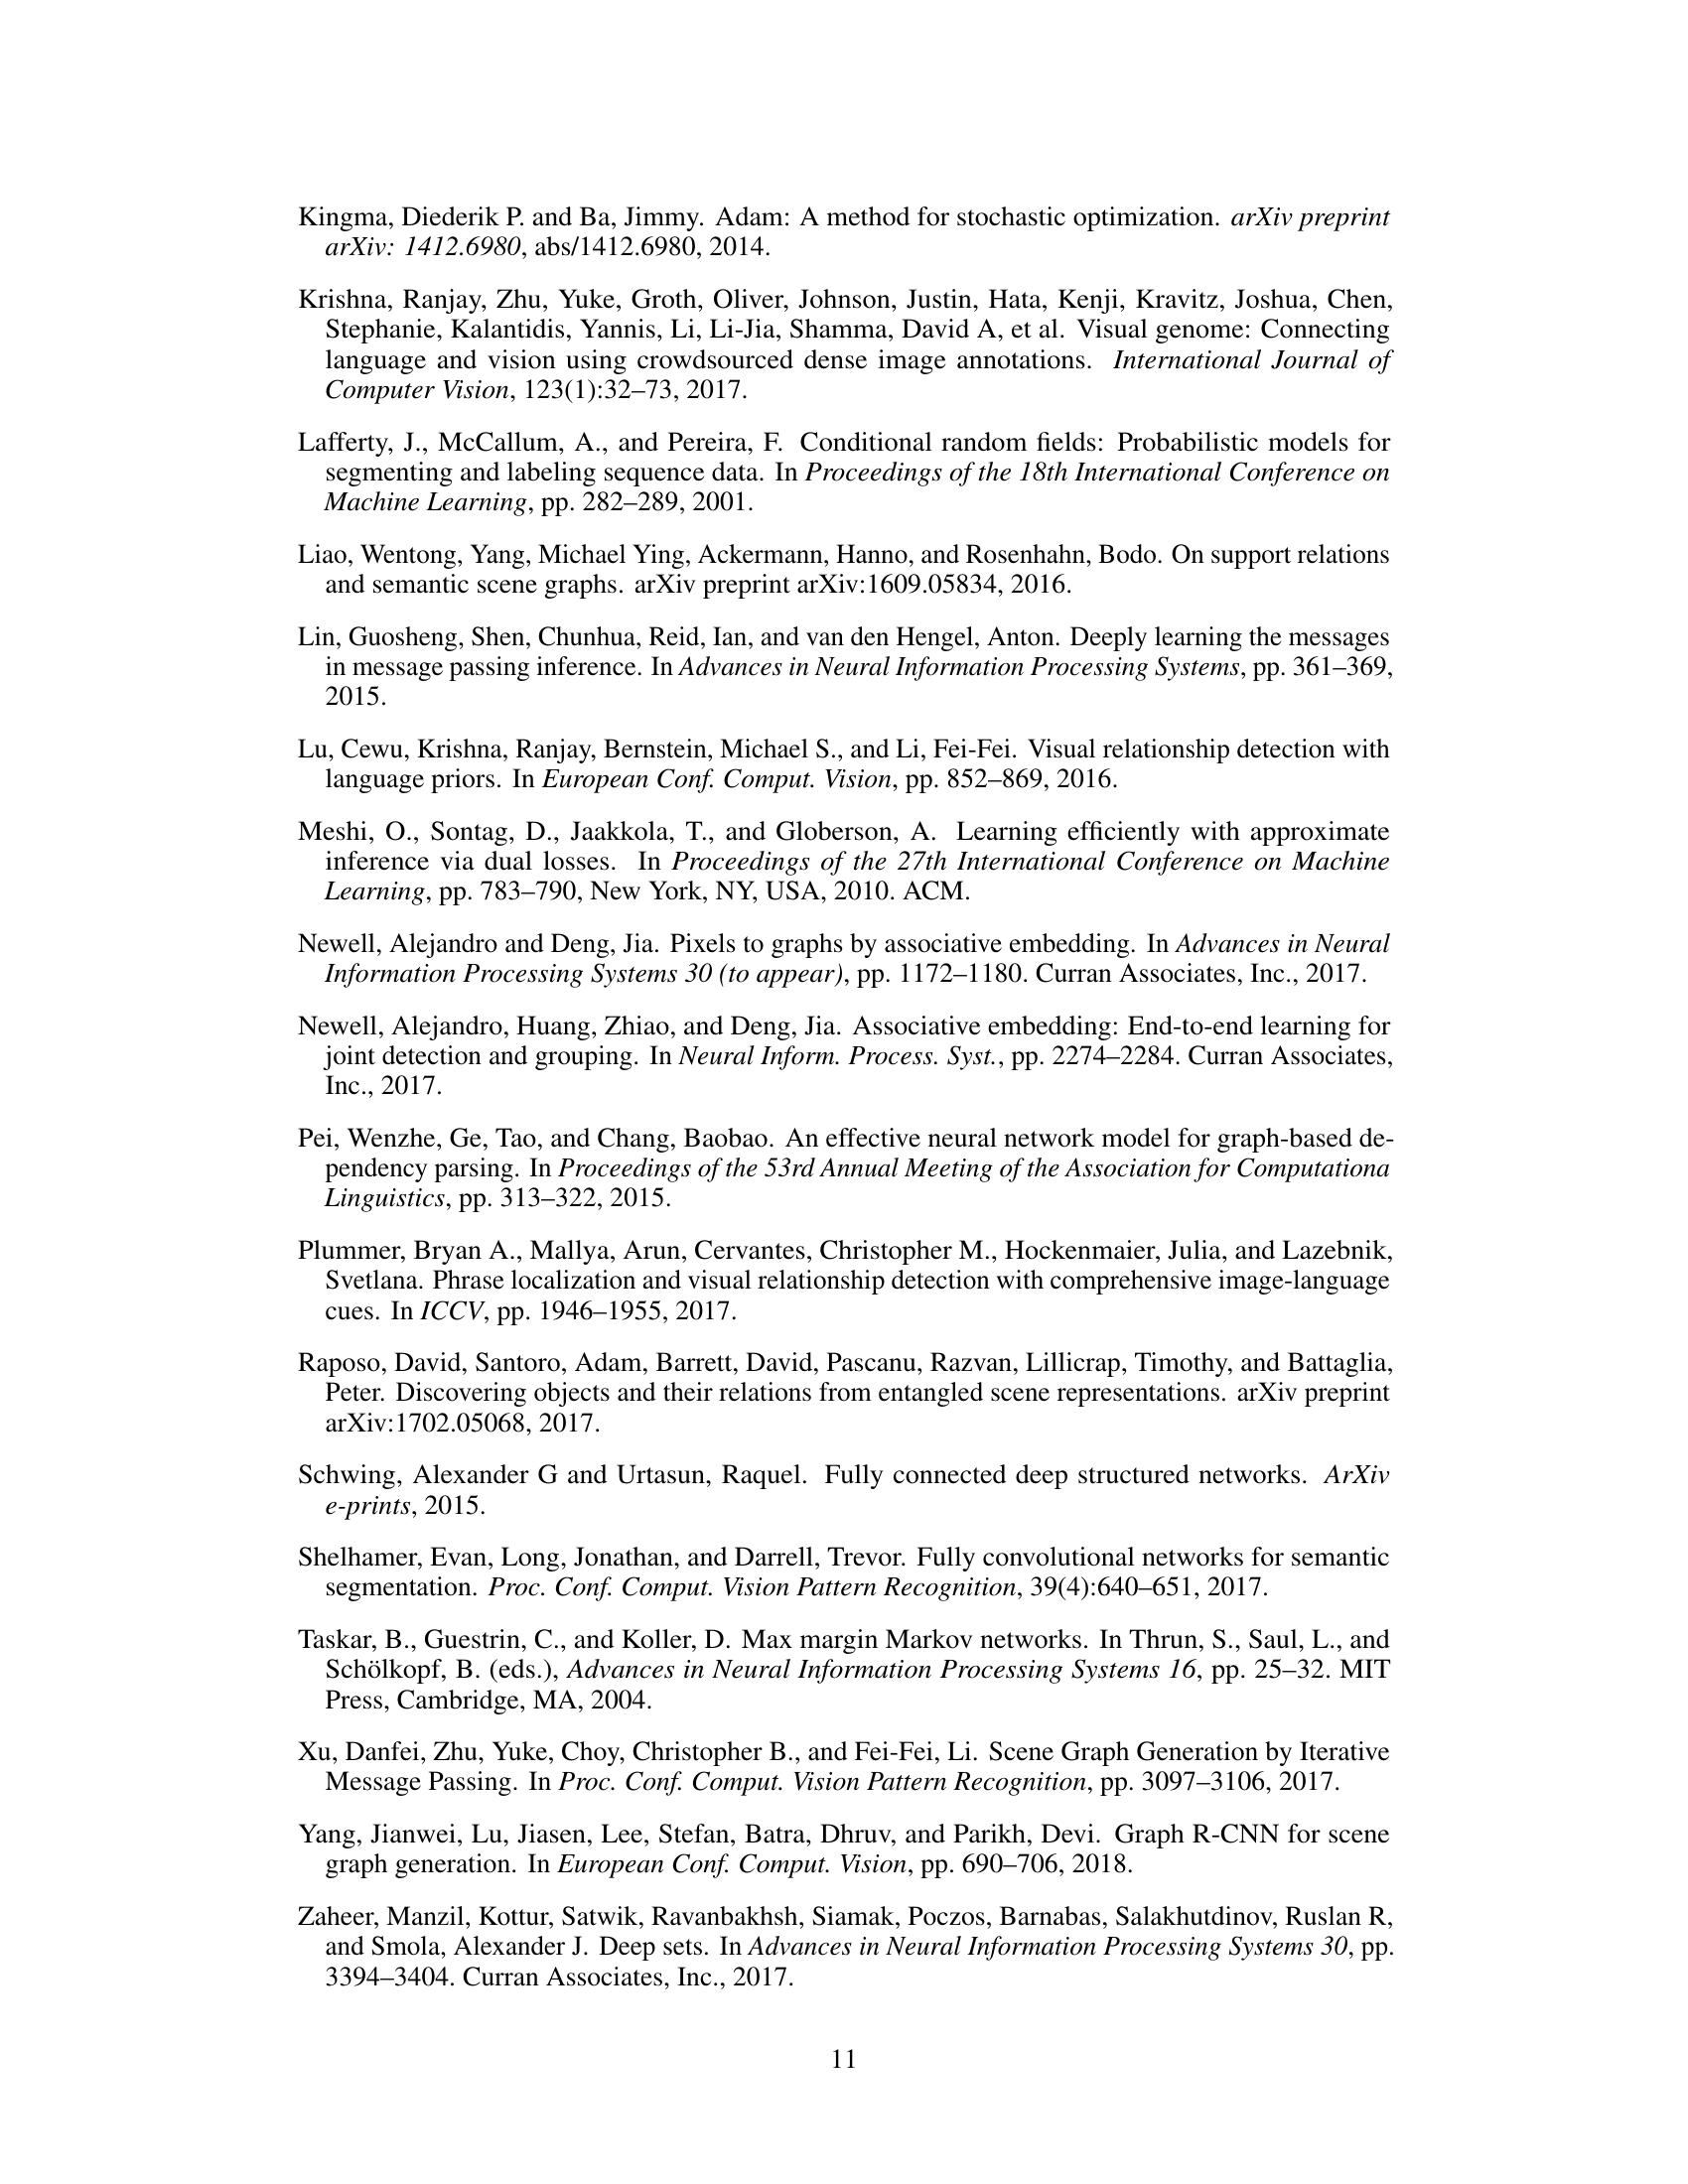 Kingma, Diederik P. and Ba, Jimmy. Adam: A method for stochastic optimization. arXiv preprint
arXiv: 1412.6980, abs/1412.6980, 2014.
Krishna, Ranjay, Zhu, Yuke, Groth, Oliver, Johnson, Justin, Hata, Kenji, Kravitz, Joshua, Chen,
Stephanie, Kalantidis, Yannis, Li, Li-Jia, Shamma, David A, et al. Visual genome: Connecting
language and vision using crowdsourced dense image annotations. International Journal of
Computer Vision, 123(1):32–73, 2017.
Lafferty, J., McCallum, A., and Pereira, F. Conditional random fields: Probabilistic models for
segmenting and labeling sequence data. In Proceedings of the 18th International Conference on
Machine Learning, pp. 282–289, 2001.
Liao, Wentong, Yang, Michael Ying, Ackermann, Hanno, and Rosenhahn, Bodo. On support relations
and semantic scene graphs. arXiv preprint arXiv:1609.05834, 2016.
Lin, Guosheng, Shen, Chunhua, Reid, Ian, and van den Hengel, Anton. Deeply learning the messages
in message passing inference. In Advances in Neural Information Processing Systems, pp. 361–369,
2015.
Lu, Cewu, Krishna, Ranjay, Bernstein, Michael S., and Li, Fei-Fei. Visual relationship detection with
language priors. In European Conf. Comput. Vision, pp. 852–869, 2016.
Meshi, O., Sontag, D., Jaakkola, T., and Globerson, A. Learning efficiently with approximate
inference via dual losses. In Proceedings of the 27th International Conference on Machine
Learning, pp. 783–790, New York, NY, USA, 2010. ACM.
Newell, Alejandro and Deng, Jia. Pixels to graphs by associative embedding. In Advances in Neural
Information Processing Systems 30 (to appear), pp. 1172–1180. Curran Associates, Inc., 2017.
Newell, Alejandro, Huang, Zhiao, and Deng, Jia. Associative embedding: End-to-end learning for
joint detection and grouping. In Neural Inform. Process. Syst., pp. 2274–2284. Curran Associates,
Inc., 2017.
Pei, Wenzhe, Ge, Tao, and Chang, Baobao. An effective neural network model for graph-based de-
pendency parsing. In Proceedings of the 53rd Annual Meeting of the Association for Computationa
Linguistics, pp. 313–322, 2015.
Plummer, Bryan A., Mallya, Arun, Cervantes, Christopher M., Hockenmaier, Julia, and Lazebnik,
Svetlana. Phrase localization and visual relationship detection with comprehensive image-language
cues. In ICCV, pp. 1946–1955, 2017.
Raposo, David, Santoro, Adam, Barrett, David, Pascanu, Razvan, Lillicrap, Timothy, and Battaglia,
Peter. Discovering objects and their relations from entangled scene representations. arXiv preprint
arXiv:1702.05068, 2017.
Schwing, Alexander G and Urtasun, Raquel. Fully connected deep structured networks. ArXiv
e-prints, 2015.
Shelhamer, Evan, Long, Jonathan, and Darrell, Trevor. Fully convolutional networks for semantic
segmentation. Proc. Conf. Comput. Vision Pattern Recognition, 39(4):640–651, 2017.
Taskar, B., Guestrin, C., and Koller, D. Max margin Markov networks. In Thrun, S., Saul, L., and
Schölkopf, B. (eds.), Advances in Neural Information Processing Systems 16, pp. 25–32. MIT
Press, Cambridge, MA, 2004.
Xu, Danfei, Zhu, Yuke, Choy, Christopher B., and Fei-Fei, Li. Scene Graph Generation by Iterative
Message Passing. In Proc. Conf. Comput. Vision Pattern Recognition, pp. 3097–3106, 2017.
Yang, Jianwei, Lu, Jiasen, Lee, Stefan, Batra, Dhruv, and Parikh, Devi. Graph R-CNN for scene
graph generation. In European Conf. Comput. Vision, pp. 690–706, 2018.
Zaheer, Manzil, Kottur, Satwik, Ravanbakhsh, Siamak, Poczos, Barnabas, Salakhutdinov, Ruslan R,
and Smola, Alexander J. Deep sets. In Advances in Neural Information Processing Systems 30, pp.
3394–3404. Curran Associates, Inc., 2017.
11